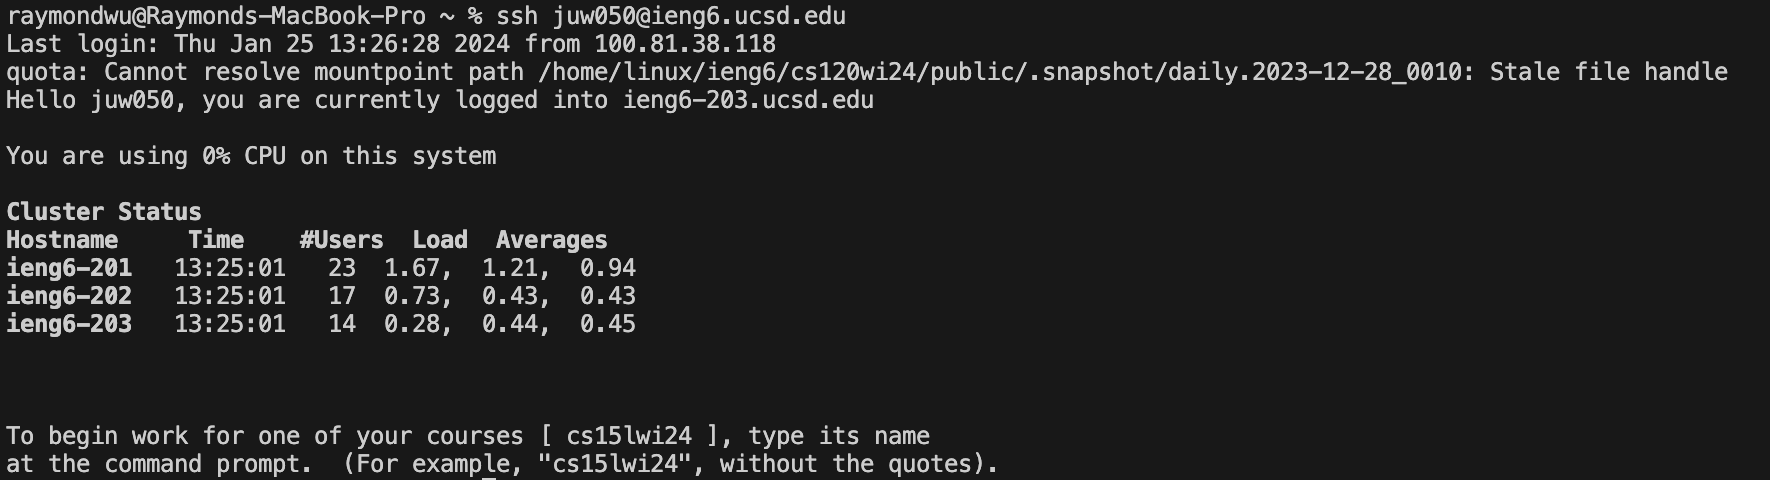 raymondwu@Raymonds-MacBook-Pro ~ % ssh juw050@ieng6.ucsd.edu
Last login: Thu Jan 25 13:26:28 2024 from 100.81.38.118
quota: Cannot resolve mountpoint path /home/linux/ieng6/cs120wi24/public/.snapshot/daily.2023-12-28_0010: Stale file handle
Hello juw050, you are currently logged into ieng6-203.ucsd.edu
You are using 0% CPU on this system
Cluster Status
Hostname     Time    #Users  Load  Averages
ieng6-201   13:25:01   23  1.67,  1.21,  0.94
ieng6-202   13:25:01   17  0.73,  0.43,  0.43
ieng6-203   13:25:01   14  0.28,  0.44,  0.45
To begin work for one of your courses [ cs15lwi24 ], type its name
at the command prompt.  (For example, "cs15lwi24", without the quotes).